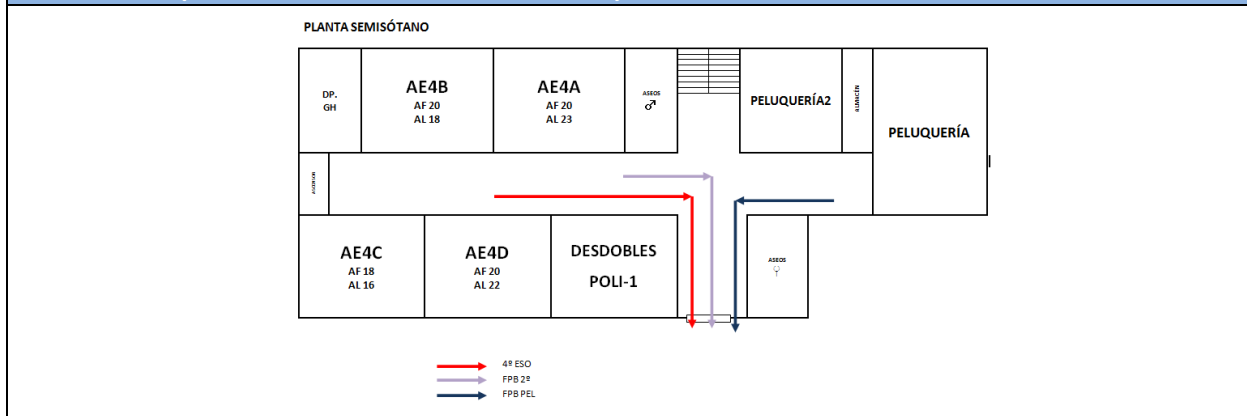 PLANTA SEMISÓTANO
DP.
GH
AE4B
AF 20
AL 18
AE4A
AF 20
AL 23
ASEOS
PELUQUERÍA2
ALMACÉN
PELUQUERÍA
ASCENSOR
AE4C
AF 18
AL 16
AE4D
AF 20
AL 22
DESDOBLES
POLI-1
ASEOS
4º ESO
FPB 2º
FPB PEL